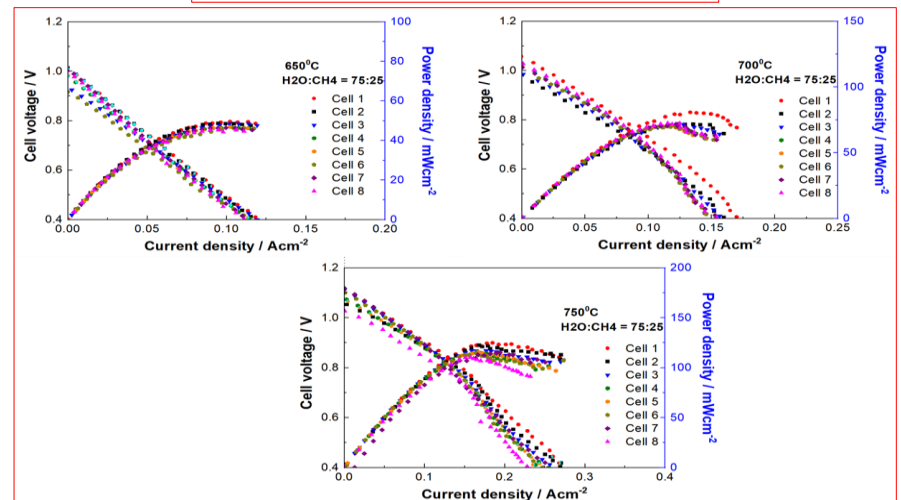 650⁰C
H2O:CH4 = 75:25
Cell 1
Cell 2
Cell 3
Cell 4
Cell 5
Cell 6
Cell 7
Cell 8
Cell voltage / V
1.2
1.0
0.8
0.6
0.4
0.00
0.05
0.10
0.15
0.20
Current density / Acm⁻²
100
80
60
40
20
0
Power density / mWcm⁻²
700⁰C
H2O:CH4 = 75:25
Cell 1
Cell 2
Cell 3
Cell 4
Cell 5
Cell 6
Cell 7
Cell 8
Cell voltage / V
1.2
1.0
0.8
0.6
0.4
0.00
0.05
0.10
0.15
0.20
0.25
Current density / Acm⁻²
150
100
50
0
Power density / mWcm⁻²
750⁰C
H2O:CH4 = 75:25
Cell 1
Cell 2
Cell 3
Cell 4
Cell 5
Cell 6
Cell 7
Cell 8
Cell voltage / V
1.2
1.0
0.8
0.6
0.4
0.0
0.1
0.2
0.3
0.4
Current density / Acm⁻²
200
150
100
50
0
Power density / mWcm⁻²